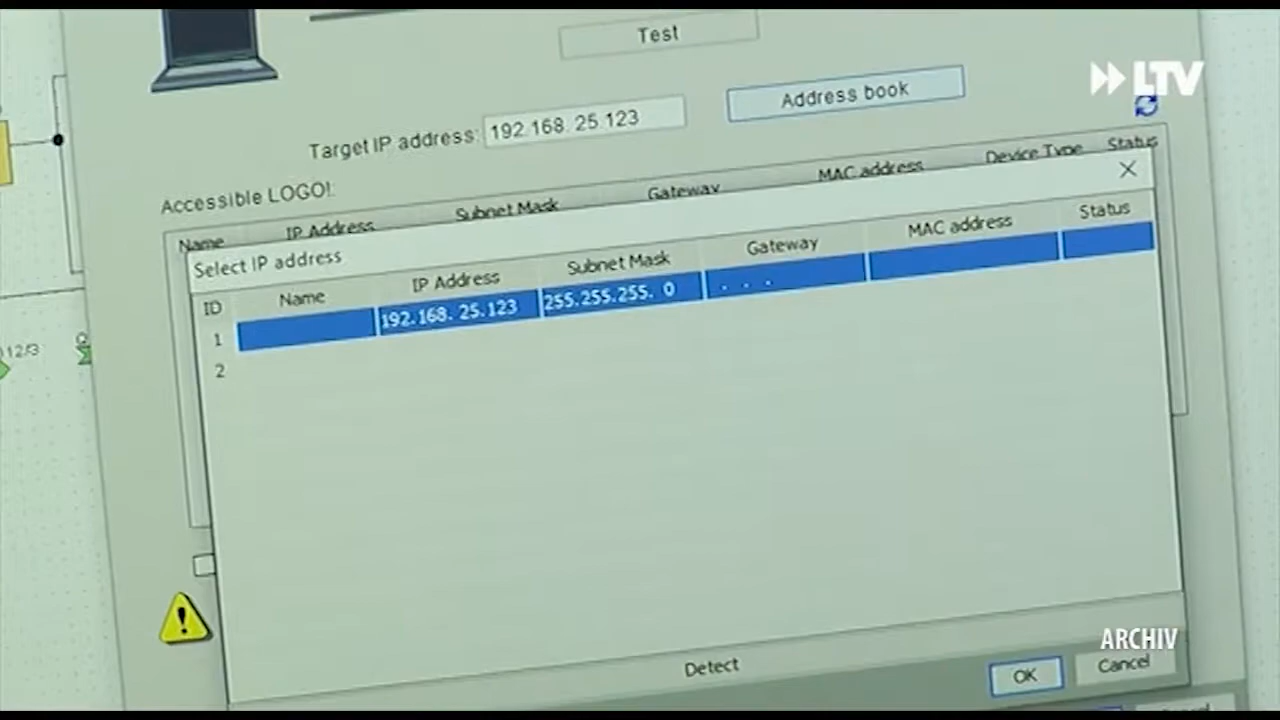 Test
LTV
Target IP address: 192.168. 25.123
Address book
Accessible LOGO!:
Name IP Address Subnet Mask Gateway MAC address Device Type Status
Select IP address
ID Name IP Address Subnet Mask Gateway MAC address Status
1 192.168. 25.123 255.255.255. 0 . . .
2
12/3
ARCHIV
Detect
OK
Cancel